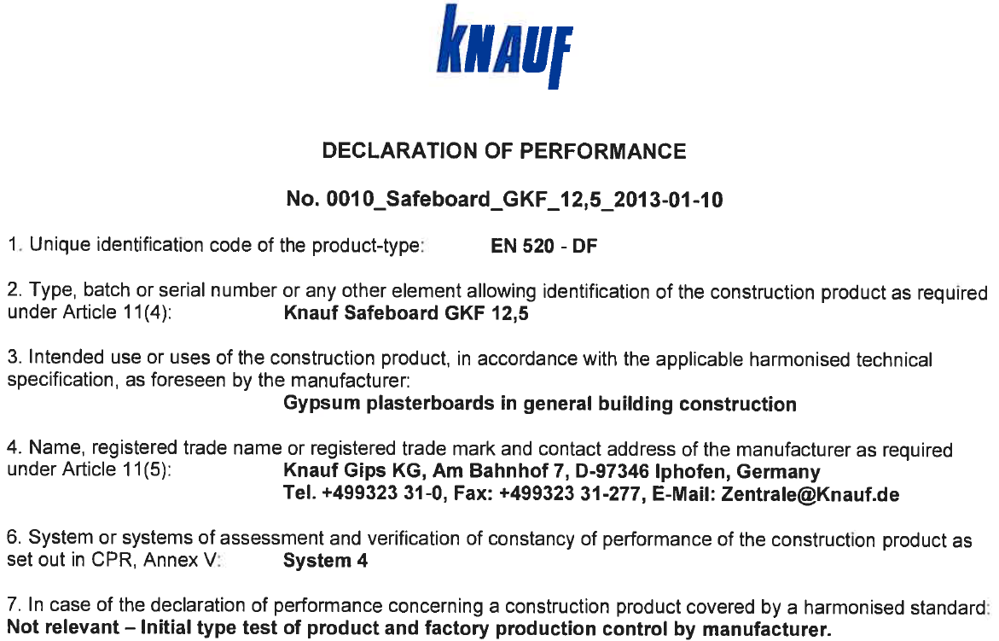 KNAUF
DECLARATION OF PERFORMANCE
No. 0010_Safeboard_GKF_12,5_2013-01-10
1. Unique identification code of the product-type: EN 520 - DF
2. Type, batch or serial number or any other element allowing identification of the construction product as required
under Article 11(4): Knauf Safeboard GKF 12,5
3. Intended use or uses of the construction product, in accordance with the applicable harmonised technical
specification, as foreseen by the manufacturer:
Gypsum plasterboards in general building construction
4. Name, registered trade name or registered trade mark and contact address of the manufacturer as required
under Article 11(5): Knauf Gips KG, Am Bahnhof 7, D-97346 Iphofen, Germany
Tel. +499323 31-0, Fax: +499323 31-277, E-Mail: Zentrale@Knauf.de
6. System or systems of assessment and verification of constancy of performance of the construction product as
set out in CPR, Annex V: System 4
7. In case of the declaration of performance concerning a construction product covered by a harmonised standard:
Not relevant – Initial type test of product and factory production control by manufacturer.